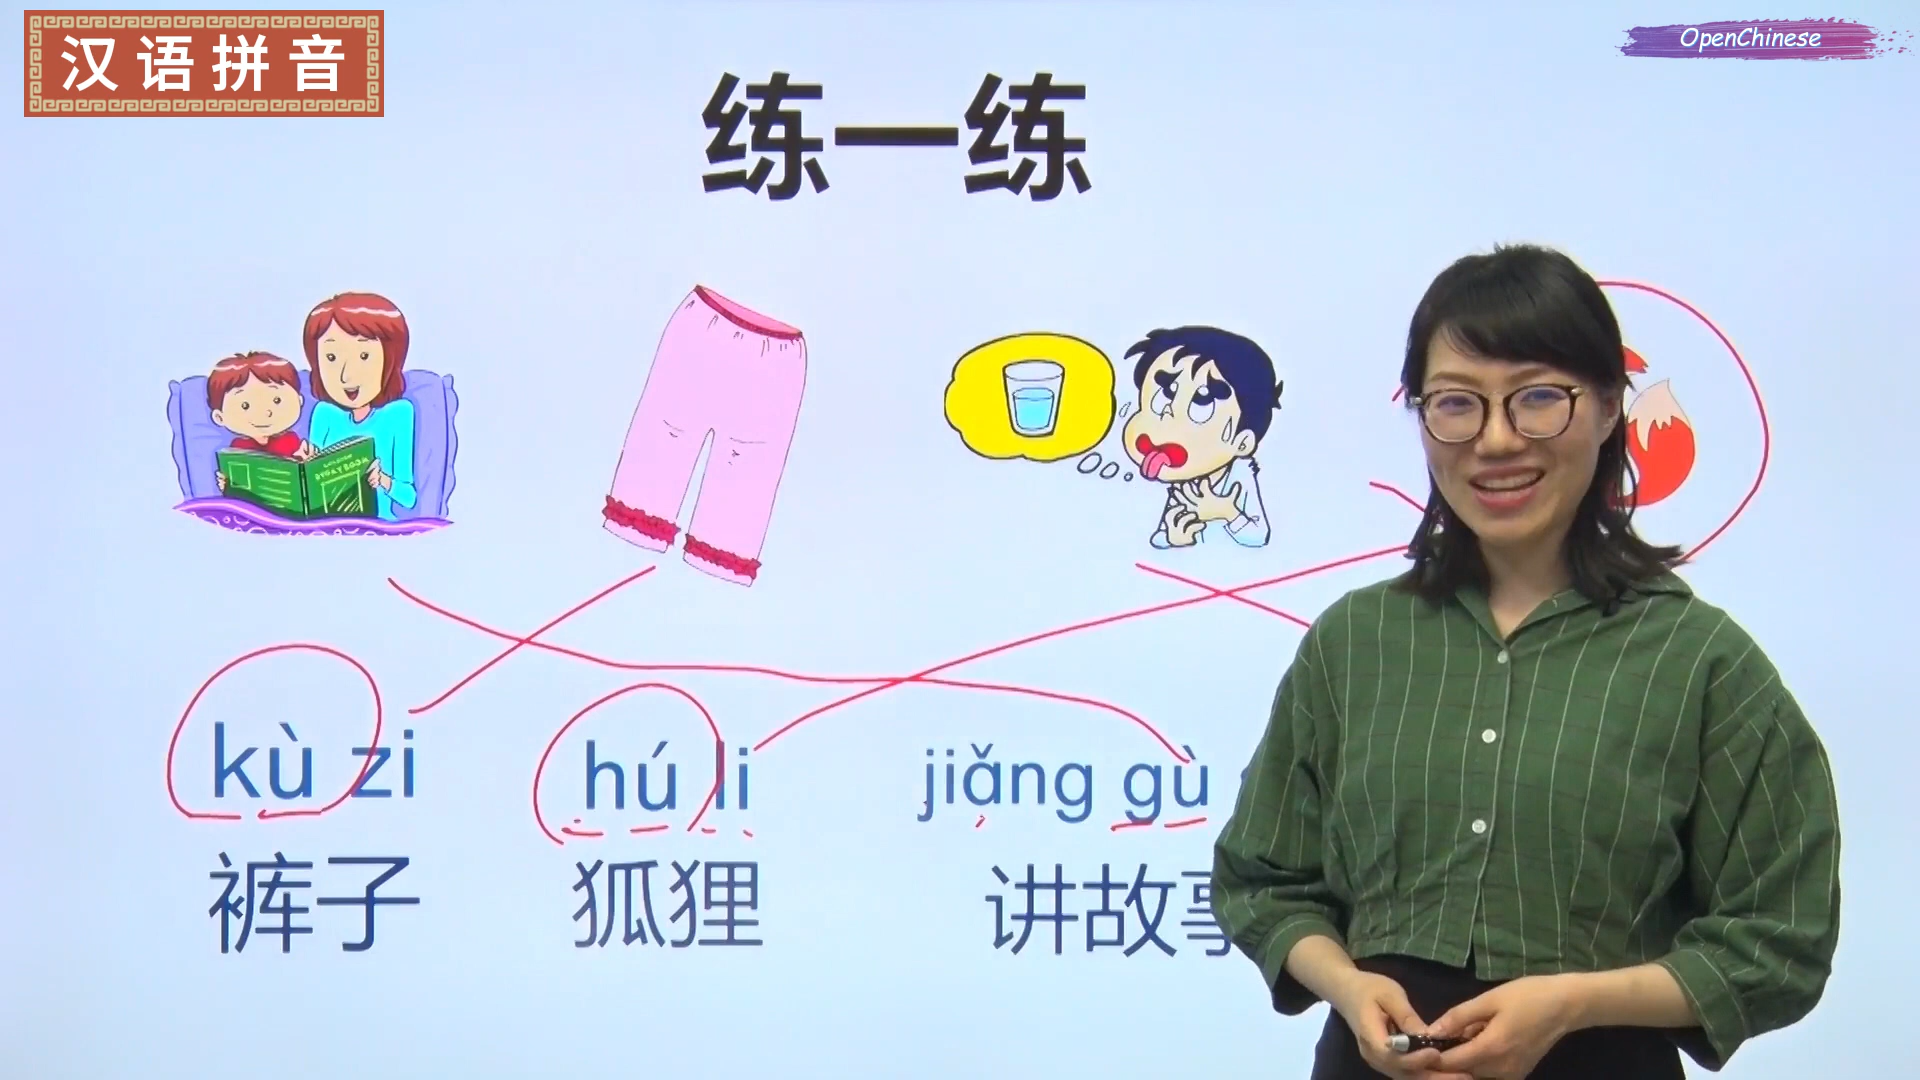 汉语拼音
OpenChinese
练一练
kù zi
hú li
jiǎng gù
裤子
狐狸
讲故事